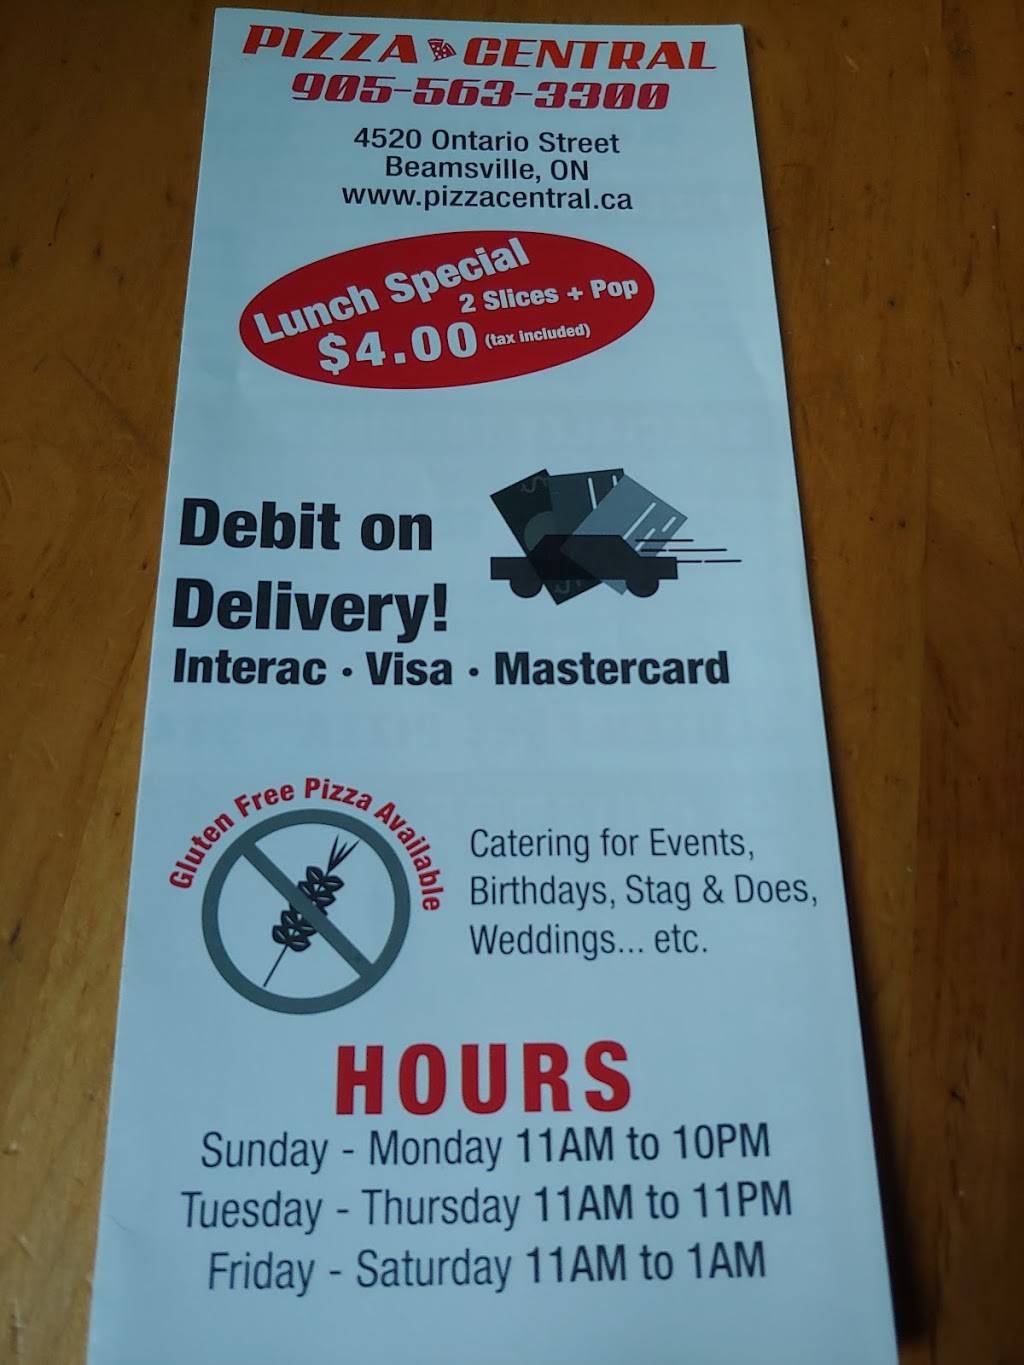 PIZZA CENTRAL
905-563-3300
4520 Ontario Street
Beamsville, ON
www.pizzacentral.ca
Lunch Special
2 Slices + Pop
$4.00 (tax included)
Debit on
Delivery!
Interac · Visa · Mastercard
Gluten Free Pizza Available
Catering for Events,
Birthdays, Stag & Does,
Weddings... etc.
HOURS
Sunday - Monday 11AM to 10PM
Tuesday - Thursday 11AM to 11PM
Friday - Saturday 11AM to 1AM